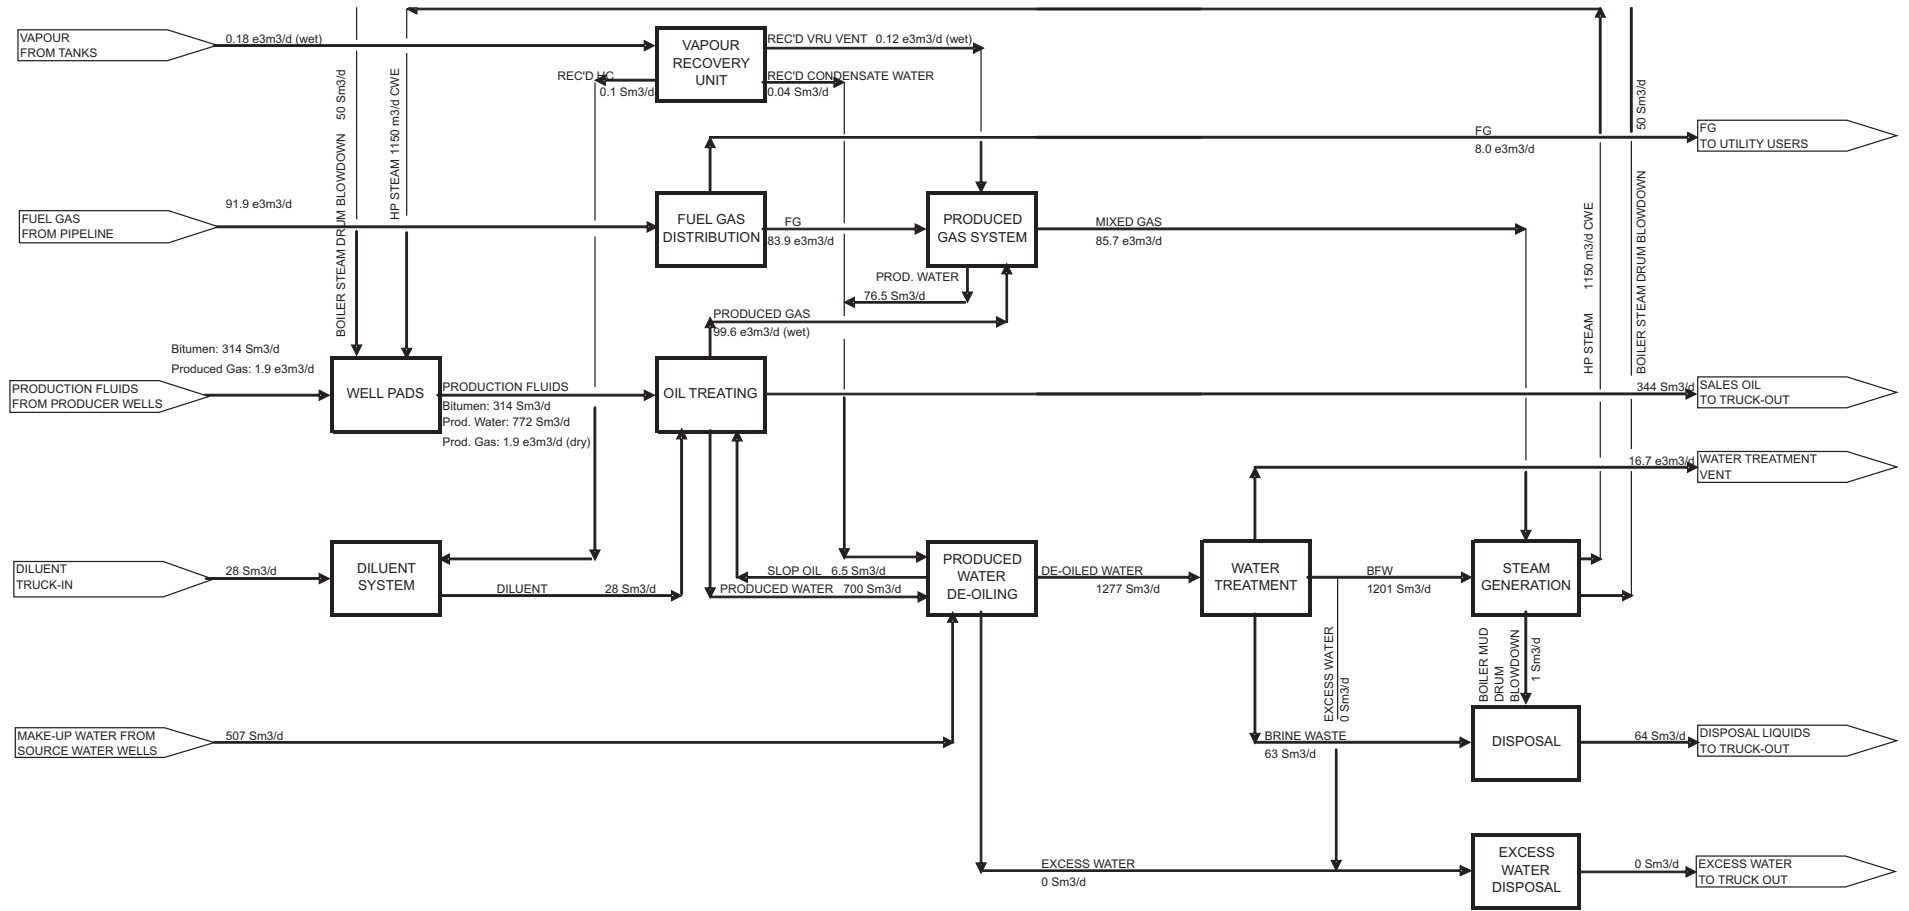 VAPOUR
FROM TANKS
0.18 e3m3/d (wet)
VAPOUR
RECOVERY
UNIT
REC'D VRU VENT 0.12 e3m3/d (wet)
REC'D HC
0.1 Sm3/d
REC'D CONDENSATE WATER
0.04 Sm3/d
BOILER STEAM DRUM BLOWDOWN 50 Sm3/d
HP STEAM 1150 m3/d CWE
FG
8.0 e3m3/d
FG
TO UTILITY USERS
50 Sm3/d
BOILER STEAM DRUM BLOWDOWN
HP STEAM 1150 m3/d CWE
FUEL GAS
FROM PIPELINE
91.9 e3m3/d
FUEL GAS
DISTRIBUTION
FG
83.9 e3m3/d
PRODUCED
GAS SYSTEM
MIXED GAS
85.7 e3m3/d
PROD. WATER
76.5 Sm3/d
PRODUCED GAS
99.6 e3m3/d (wet)
Bitumen: 314 Sm3/d
Produced Gas: 1.9 e3m3/d
PRODUCTION FLUIDS
FROM PRODUCER WELLS
WELL PADS
PRODUCTION FLUIDS
Bitumen: 314 Sm3/d
Prod. Water: 772 Sm3/d
Prod. Gas: 1.9 e3m3/d (dry)
OIL TREATING
344 Sm3/d
SALES OIL
TO TRUCK-OUT
16.7 e3m3/d
WATER TREATMENT
VENT
DILUENT
TRUCK-IN
28 Sm3/d
DILUENT
SYSTEM
DILUENT 28 Sm3/d
SLOP OIL 6.5 Sm3/d
PRODUCED WATER 700 Sm3/d
PRODUCED
WATER
DE-OILING
DE-OILED WATER
1277 Sm3/d
WATER
TREATMENT
BFW
1201 Sm3/d
STEAM
GENERATION
EXCESS WATER
0 Sm3/d
BOILER MUD
DRUM
BLOWDOWN
1 Sm3/d
MAKE-UP WATER FROM
SOURCE WATER WELLS
507 Sm3/d
BRINE WASTE
63 Sm3/d
DISPOSAL
64 Sm3/d
DISPOSAL LIQUIDS
TO TRUCK-OUT
EXCESS WATER
0 Sm3/d
EXCESS
WATER
DISPOSAL
0 Sm3/d
EXCESS WATER
TO TRUCK OUT